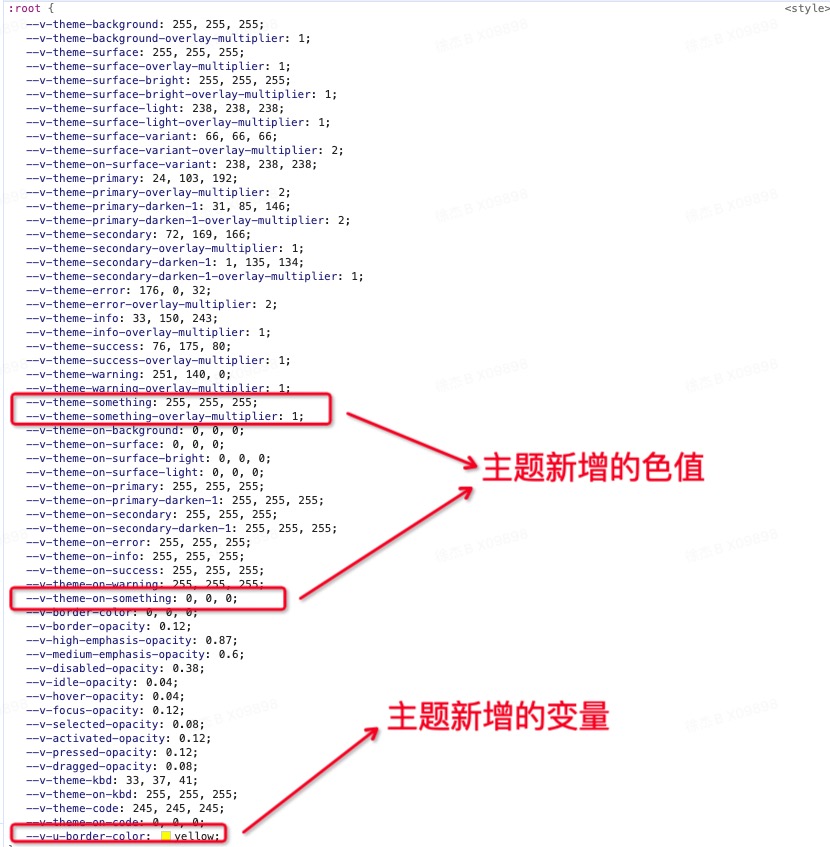 :root {
<style>
--v-theme-background: 255, 255, 255;
--v-theme-background-overlay-multiplier: 1;
--v-theme-surface: 255, 255, 255;
--v-theme-surface-overlay-multiplier: 1;
--v-theme-surface-bright: 255, 255, 255;
--v-theme-surface-bright-overlay-multiplier: 1;
--v-theme-surface-light: 238, 238, 238;
--v-theme-surface-light-overlay-multiplier: 1;
--v-theme-surface-variant: 66, 66, 66;
--v-theme-surface-variant-overlay-multiplier: 2;
--v-theme-on-surface-variant: 238, 238, 238;
--v-theme-primary: 24, 103, 192;
--v-theme-primary-overlay-multiplier: 2;
--v-theme-primary-darken-1: 31, 85, 146;
--v-theme-primary-darken-1-overlay-multiplier: 2;
--v-theme-secondary: 72, 169, 166;
--v-theme-secondary-overlay-multiplier: 1;
--v-theme-secondary-darken-1: 1, 135, 134;
--v-theme-secondary-darken-1-overlay-multiplier: 1;
--v-theme-error: 176, 0, 32;
--v-theme-error-overlay-multiplier: 2;
--v-theme-info: 33, 150, 243;
--v-theme-info-overlay-multiplier: 1;
--v-theme-success: 76, 175, 80;
--v-theme-success-overlay-multiplier: 1;
--v-theme-warning: 251, 140, 0;
--v-theme-warning-overlay-multiplier: 1;
--v-theme-something: 255, 255, 255;
--v-theme-something-overlay-multiplier: 1;
--v-theme-on-background: 0, 0, 0;
--v-theme-on-surface: 0, 0, 0;
--v-theme-on-surface-bright: 0, 0, 0;
--v-theme-on-surface-light: 0, 0, 0;
主题新增的色值
--v-theme-on-primary: 255, 255, 255;
--v-theme-on-primary-darken-1: 255, 255, 255;
--v-theme-on-secondary: 255, 255, 255;
--v-theme-on-secondary-darken-1: 255, 255, 255;
--v-theme-on-error: 255, 255, 255;
--v-theme-on-info: 255, 255, 255;
--v-theme-on-success: 255, 255, 255;
--v-theme-on-warning: 255, 255, 255;
--v-theme-on-something: 0, 0, 0;
--v-border-color: 0, 0, 0;
--v-border-opacity: 0.12;
--v-high-emphasis-opacity: 0.87;
--v-medium-emphasis-opacity: 0.6;
--v-disabled-opacity: 0.38;
--v-idle-opacity: 0.04;
--v-hover-opacity: 0.04;
--v-focus-opacity: 0.12;
主题新增的变量
--v-selected-opacity: 0.08;
--v-activated-opacity: 0.12;
--v-pressed-opacity: 0.12;
--v-dragged-opacity: 0.08;
--v-theme-kbd: 33, 37, 41;
--v-theme-on-kbd: 255, 255, 255;
--v-theme-code: 245, 245, 245;
--v-theme-on-code: 0, 0, 0;
--v-u-border-color: yellow;